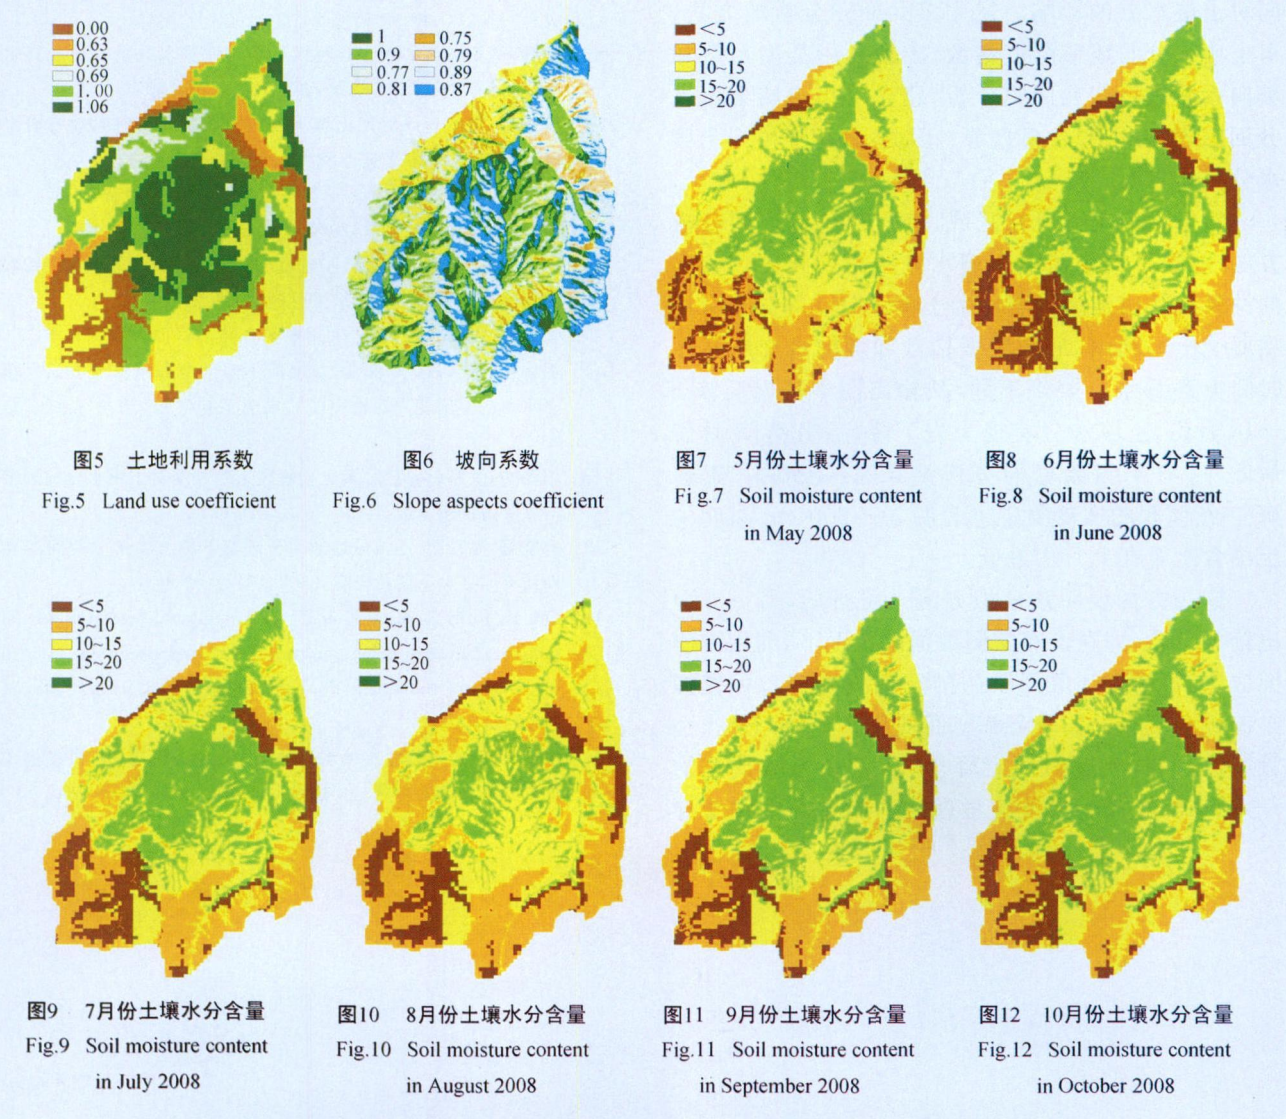 0.00
0.63
0.65
0.69
1.00
1.06
1 0.75
0.9 0.79
0.77 0.89
0.81 0.87
<5
5~10
10~15
15~20
>20
<5
5~10
10~15
15~20
>20
图5 土地利用系数
Fig.5 Land use coefficient
图6 坡向系数
Fig.6 Slope aspects coefficient
图7 5月份土壤水分含量
Fi g.7 Soil moisture content
in May 2008
图8 6月份土壤水分含量
Fig.8 Soil moisture content
in June 2008
<5
5~10
10~15
15~20
>20
<5
5~10
10~15
15~20
>20
<5
5~10
10~15
15~20
>20
<5
5~10
10~15
15~20
>20
图9 7月份土壤水分含量
Fig.9 Soil moisture content
in July 2008
图10 8月份土壤水分含量
Fig.10 Soil moisture content
in August 2008
图11 9月份土壤水分含量
Fig.11 Soil moisture content
in September 2008
图12 10月份土壤水分含量
Fig.12 Soil moisture content
in October 2008